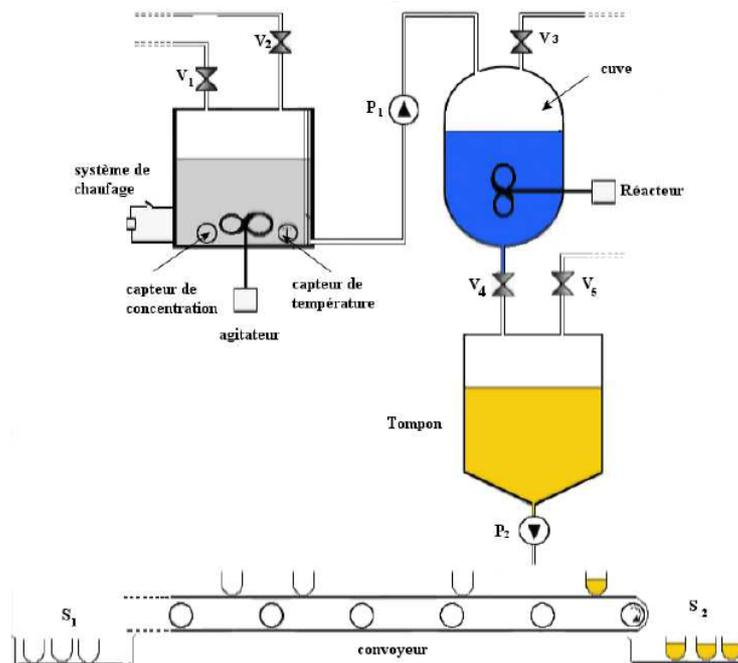 V2
V3
V1
cuve
P1
système de
chaufage
Réacteur
capteur de
concentration
capteur de
température
V4
V5
agitateur
Tompon
P2
S1
S2
convoyeur